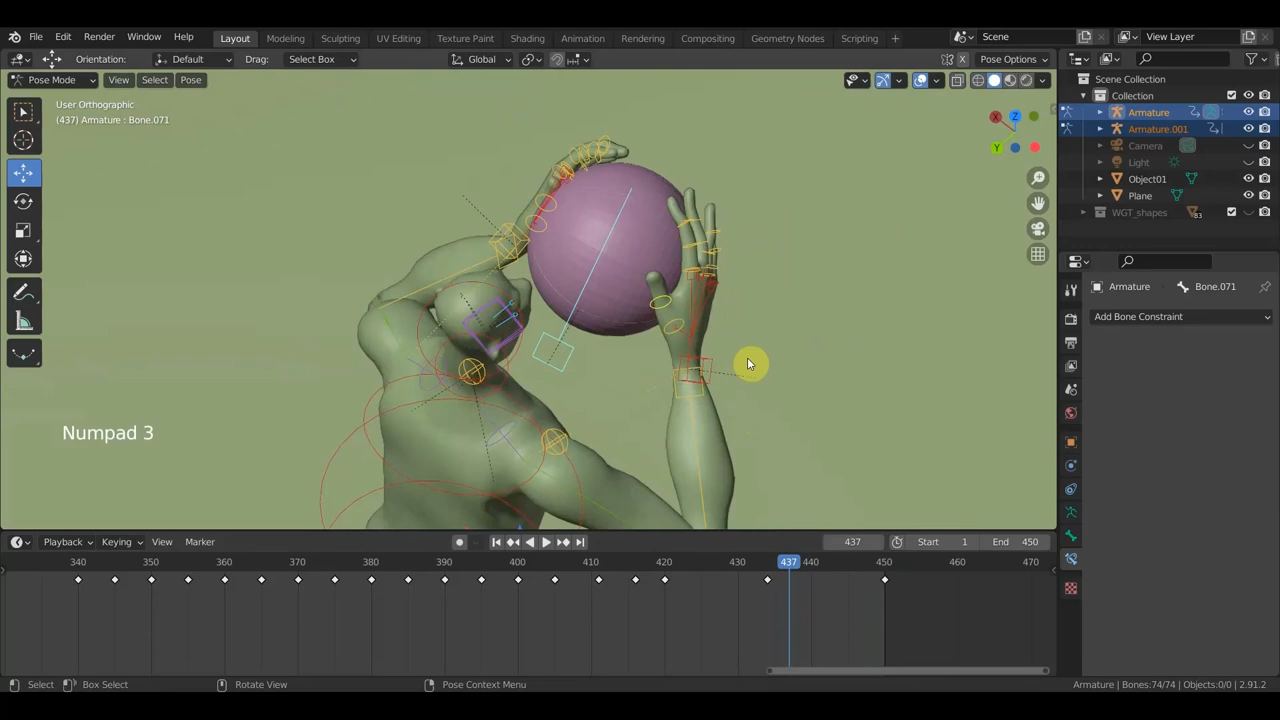 File Edit Render Window Help Layout Modeling Sculpting UV Editing Texture Paint Shading Animation Rendering Compositing Geometry Nodes Scripting + Scene View Layer
Orientation: Default Drag: Select Box Global X Pose Options
Pose Mode View Select Pose
Scene Collection
Collection
Armature
Armature.001
Camera
Light
Object01
Plane
WGT_shapes 83
User Orthographic
(437) Armature : Bone.071
X Z Y
Numpad 3
Armature Bone.071
Add Bone Constraint
Playback Keying View Marker 437 Start 1 End 450
340 350 360 370 380 390 400 410 420 430 437 440 450 460 470
Select Box Select Rotate View Pose Context Menu Armature | Bones:74/74 | Objects:0/0 | 2.91.2